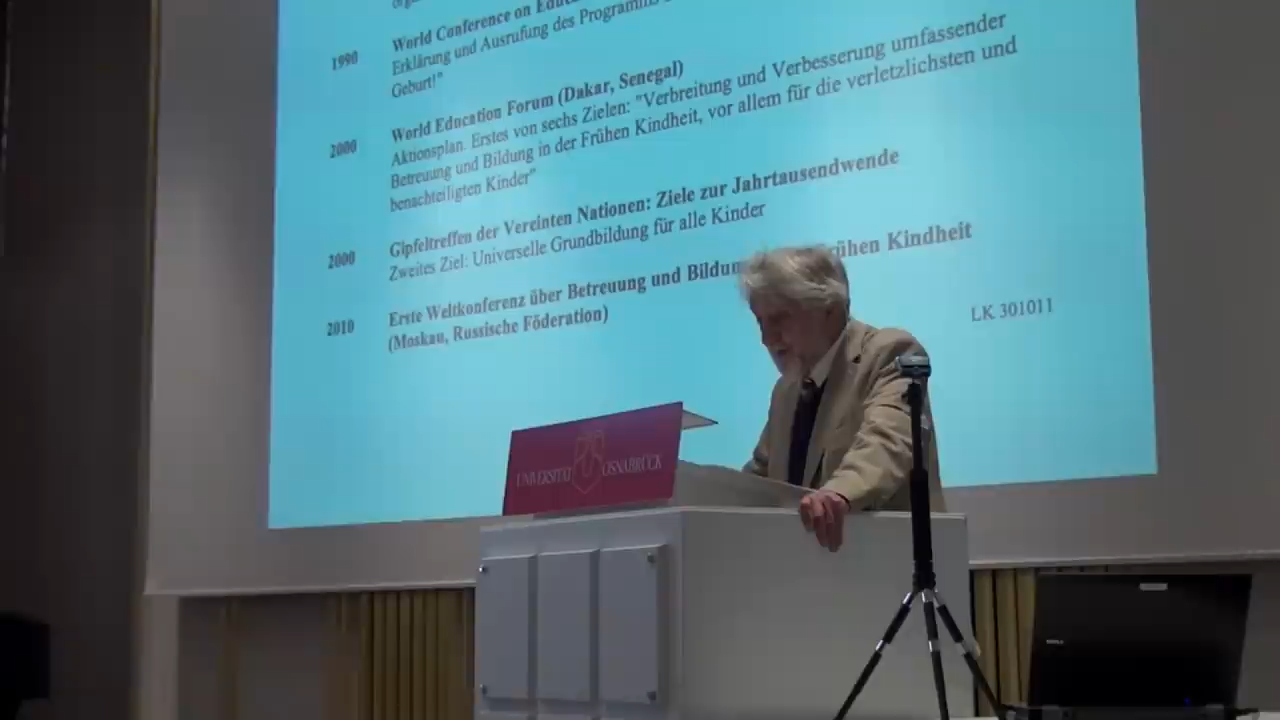 1990
World Conference on
Erklärung und Ausrufung des Programms
Geburt!"
2000
World Education Forum (Dakar, Senegal)
Aktionsplan. Erstes von sechs Zielen: "Verbreitung und Verbesserung umfassender
Betreuung und Bildung in der Frühen Kindheit, vor allem für die verletzlichsten und
benachteiligten Kinder"
2000
Gipfeltreffen der Vereinten Nationen: Ziele zur Jahrtausendwende
Zweites Ziel: Universelle Grundbildung für alle Kinder
2010
Erste Weltkonferenz über Betreuung und Kindheit
(Moskau, Russische Föderation)
LK 301011
UNIVERSITÄT OSNABRÜCK